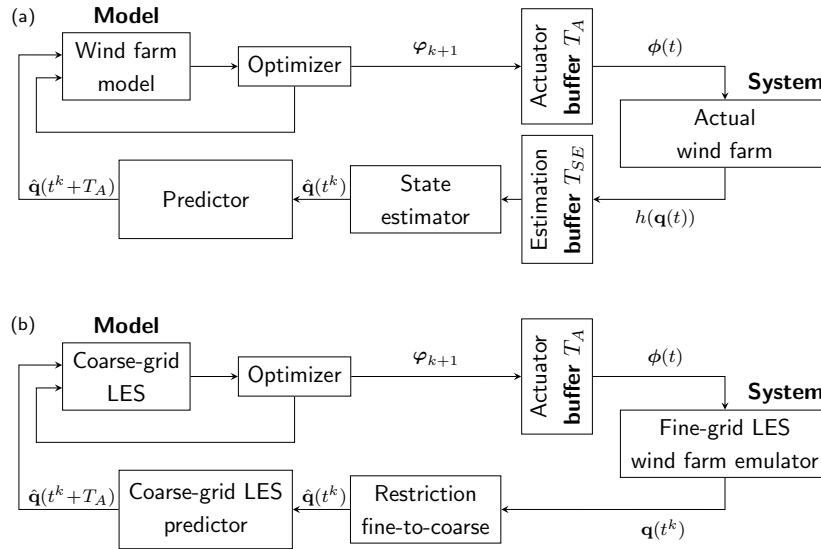 (a)
Model
Wind farm
model
Optimizer
φ_{k+1}
Actuator
buffer T_A
ϕ(t)
System
Actual
wind farm
h(q(t))
Estimation
buffer T_{SE}
State
estimator
q̂(t^k)
Predictor
q̂(t^k+T_A)
(b)
Model
Coarse-grid
LES
Optimizer
φ_{k+1}
Actuator
buffer T_A
ϕ(t)
System
Fine-grid LES
wind farm emulator
q(t^k)
Restriction
fine-to-coarse
q̂(t^k)
Coarse-grid LES
predictor
q̂(t^k+T_A)